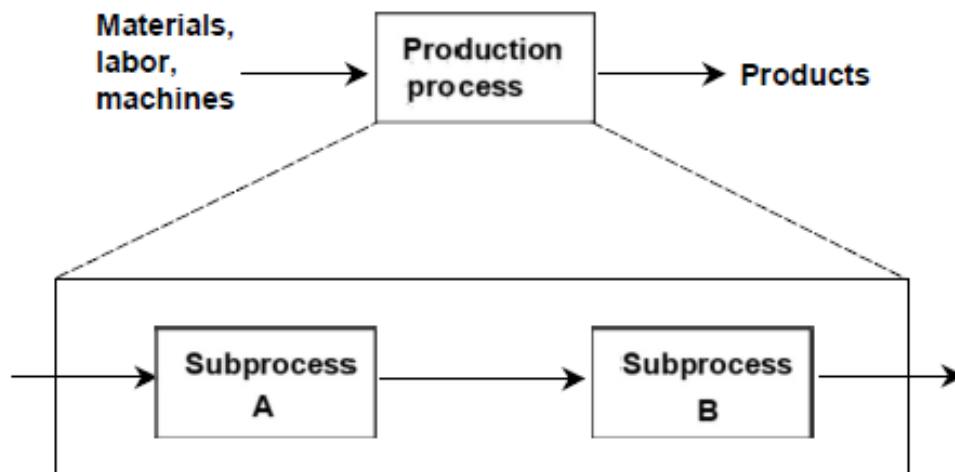 Materials,
labor,
machines
Production
process
Products
Subprocess
A
Subprocess
B